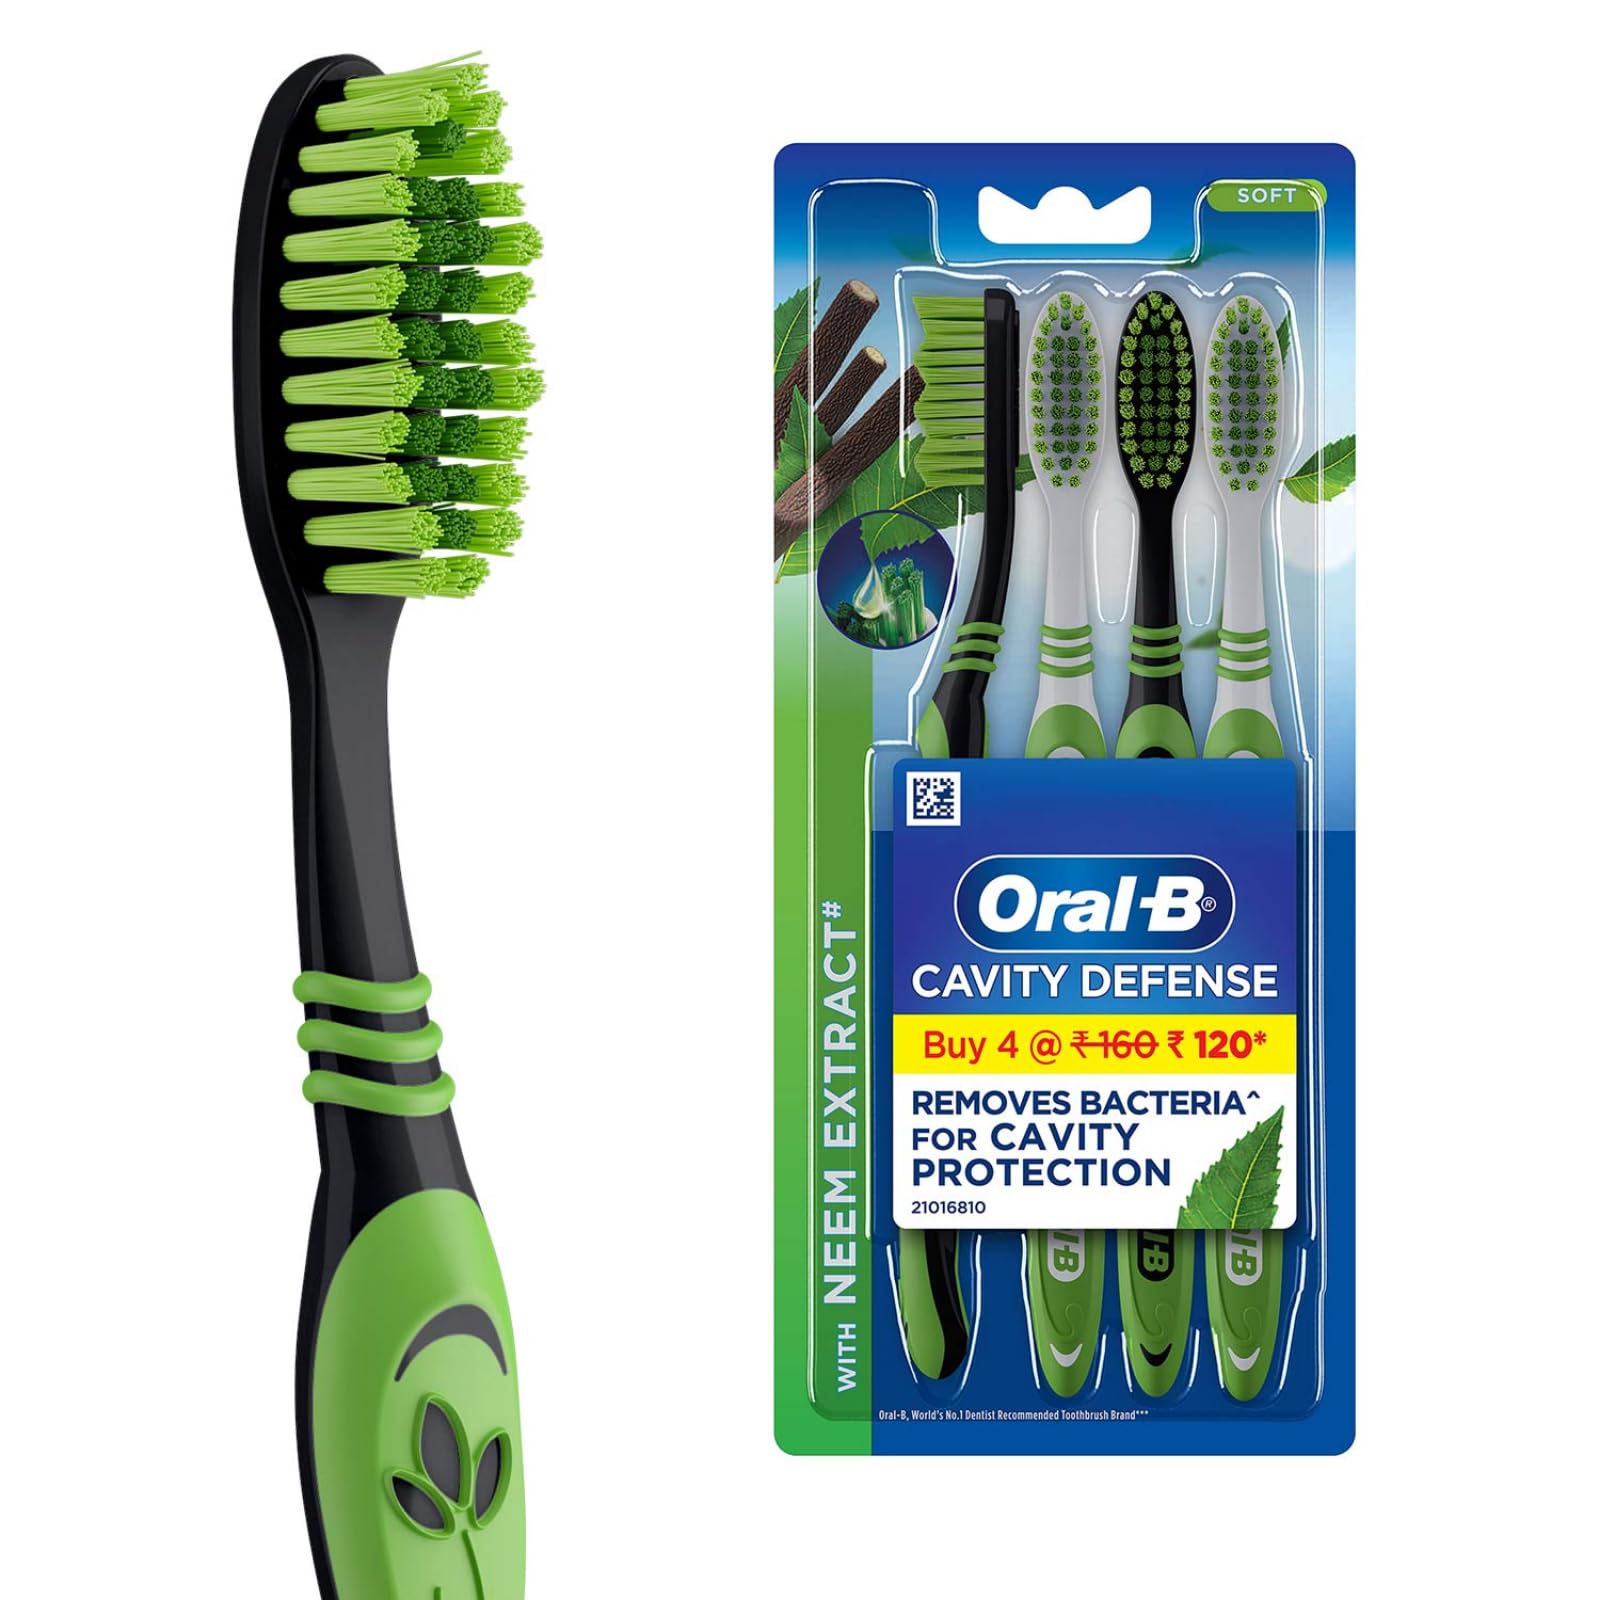 SOFT
Oral-B®
CAVITY DEFENSE
Buy 4 @ ₹ 160 ₹ 120*
REMOVES BACTERIA^
FOR CAVITY
PROTECTION
21016810
WITH NEEM EXTRACT#
Oral-B, World's No.1 Dentist Recommended Toothbrush Brand***